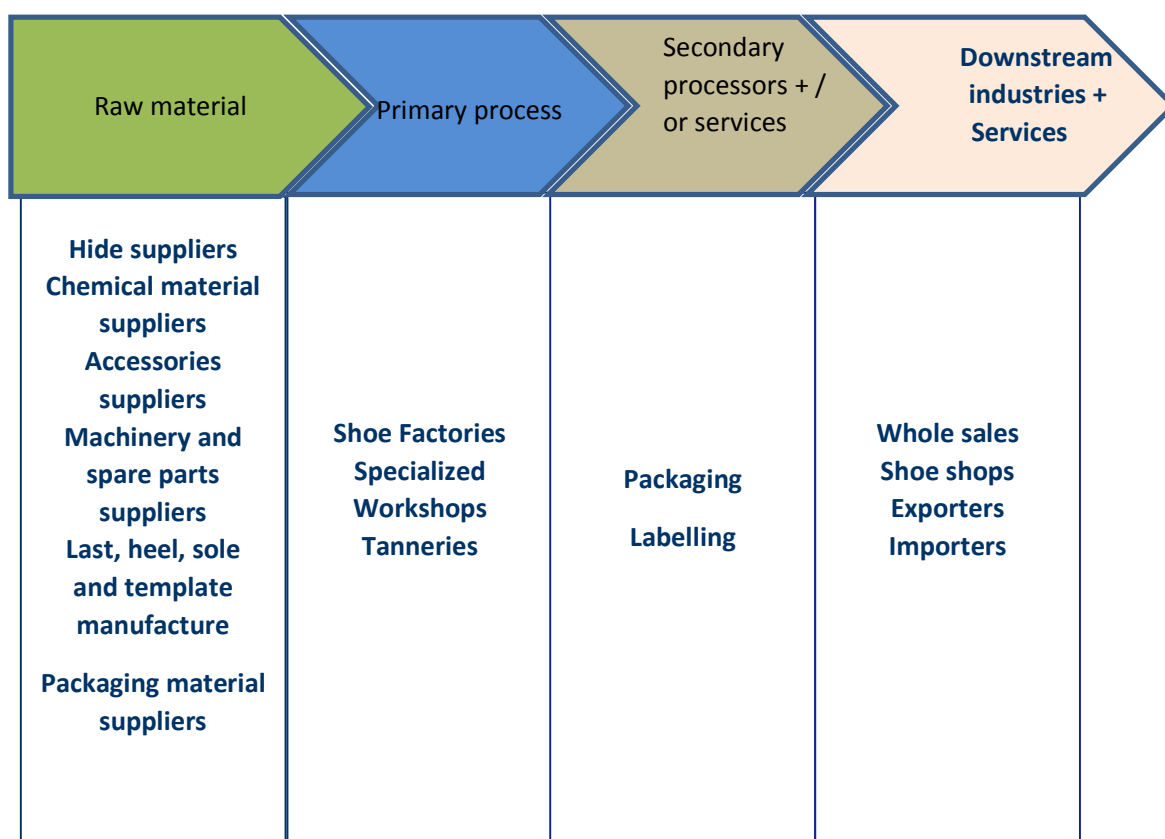 Raw material
Primary process
Secondary
processors + /
or services
Downstream
industries +
Services
Hide suppliers
Chemical material
suppliers
Accessories
suppliers
Machinery and
spare parts
suppliers
Last, heel, sole
and template
manufacture
Packaging material
suppliers
Shoe Factories
Specialized
Workshops
Tanneries
Packaging
Labelling
Whole sales
Shoe shops
Exporters
Importers